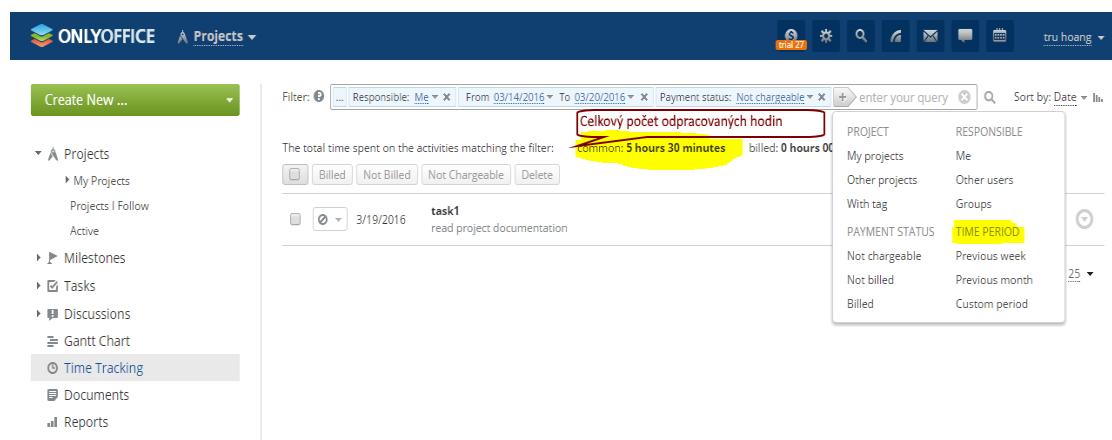 ONLYOFFICE Projects trial 27 tru hoang
Create New ...
Filter: ? ... Responsible: Me x From 03/14/2016 To 03/20/2016 x Payment status: Not chargeable x + enter your query Sort by: Date
Celkový počet odpracovaných hodin
The total time spent on the activities matching the filter: common: 5 hours 30 minutes billed: 0 hours 00
Billed Not Billed Not Chargeable Delete
3/19/2016 task1
read project documentation
PROJECT RESPONSIBLE
My projects Me
Other projects Other users
With tag Groups
PAYMENT STATUS TIME PERIOD
Not chargeable Previous week
Not billed Previous month
Billed Custom period
25
Projects
My Projects
Projects I Follow
Active
Milestones
Tasks
Discussions
Gantt Chart
Time Tracking
Documents
Reports